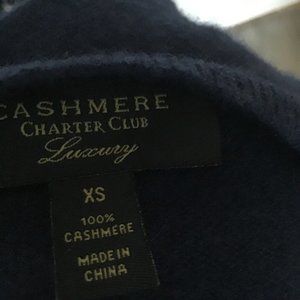 CASHMERE
CHARTER CLUB
Luxury
XS
100%
CASHMERE
MADE IN
CHINA